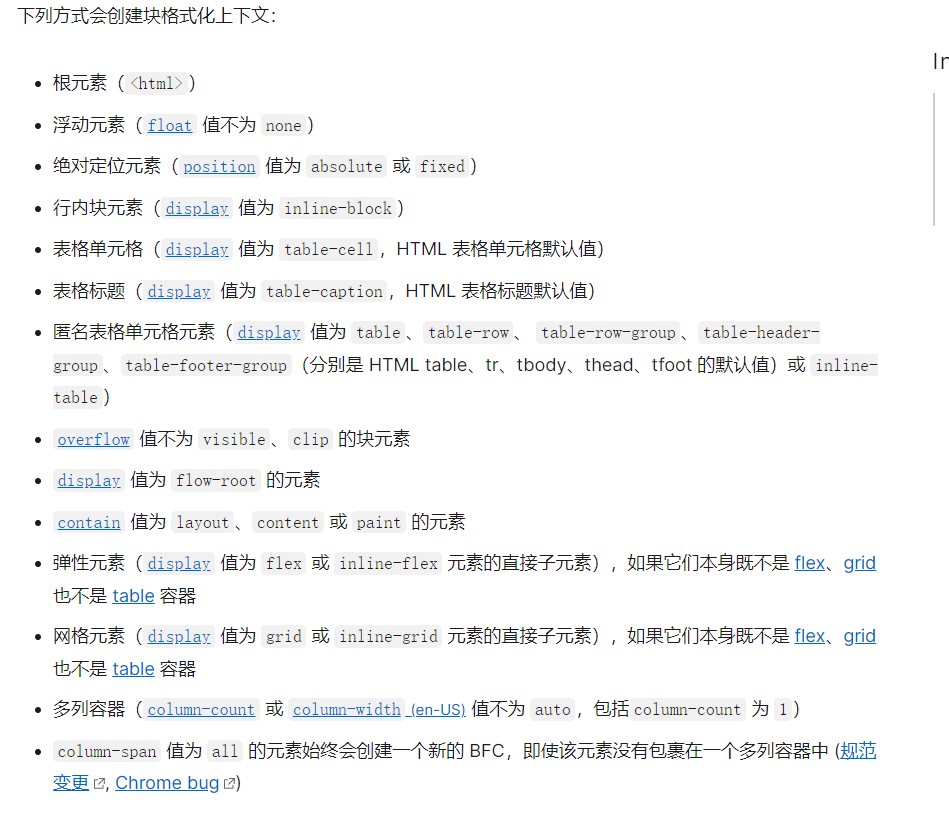 下列方式会创建块格式化上下文：
In
• 根元素（<html>）
• 浮动元素（float 值不为 none）
• 绝对定位元素（position 值为 absolute 或 fixed）
• 行内块元素（display 值为 inline-block）
• 表格单元格（display 值为 table-cell，HTML 表格单元格默认值）
• 表格标题（display 值为 table-caption，HTML 表格标题默认值）
• 匿名表格单元格元素（display 值为 table、table-row、 table-row-group、table-header-
group、table-footer-group（分别是 HTML table、tr、tbody、thead、tfoot 的默认值）或 inline-
table）
• overflow 值不为 visible、clip 的块元素
• display 值为 flow-root 的元素
• contain 值为 layout、content 或 paint 的元素
• 弹性元素（display 值为 flex 或 inline-flex 元素的直接子元素），如果它们本身既不是 flex、grid
也不是 table 容器
• 网格元素（display 值为 grid 或 inline-grid 元素的直接子元素），如果它们本身既不是 flex、grid
也不是 table 容器
• 多列容器（column-count 或 column-width (en-US) 值不为 auto，包括column-count 为 1）
• column-span 值为 all 的元素始终会创建一个新的 BFC，即使该元素没有包裹在一个多列容器中 (规范
变更, Chrome bug)